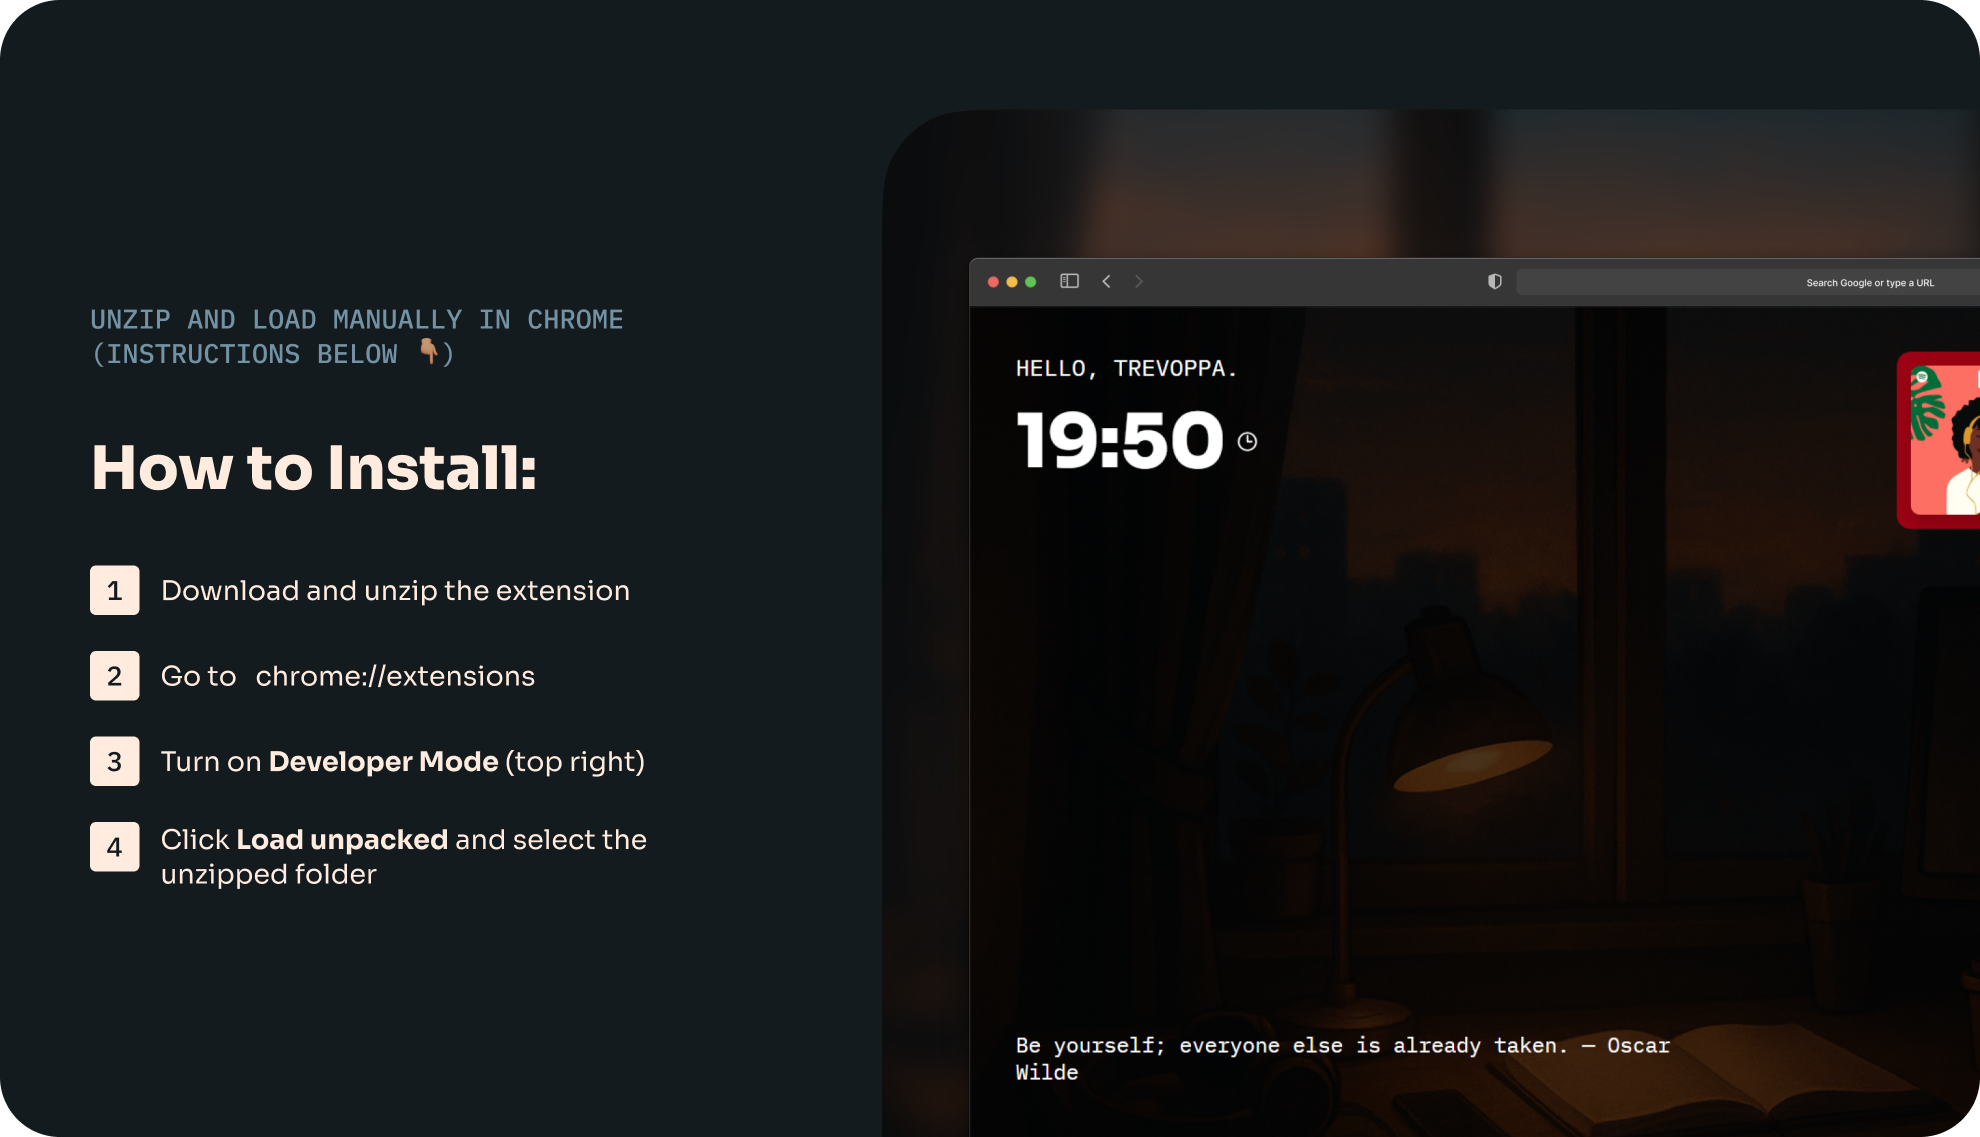 UNZIP AND LOAD MANUALLY IN CHROME
(INSTRUCTIONS BELOW 👇🏽)
How to Install:
1 Download and unzip the extension
2 Go to chrome://extensions
3 Turn on Developer Mode (top right)
4 Click Load unpacked and select the
unzipped folder
Search Google or type a URL
HELLO, TREVOPPA.
19:50
Be yourself; everyone else is already taken. — Oscar
Wilde